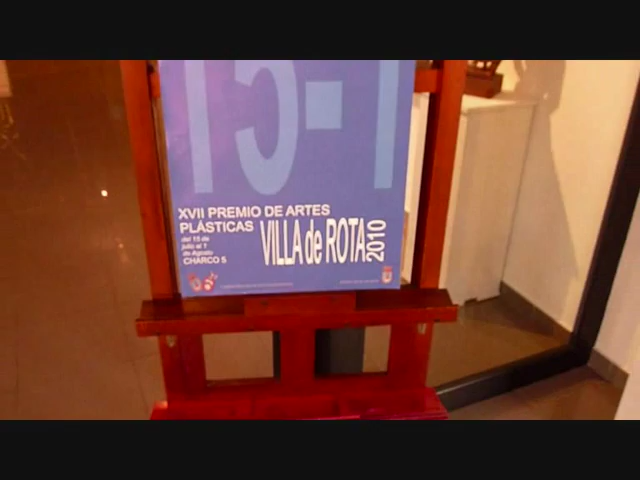 15-1
XVII PREMIO DE ARTES
PLÁSTICAS
del 15 de
julio al 1
de Agosto
CHARCO 5
VILLA de ROTA
2010